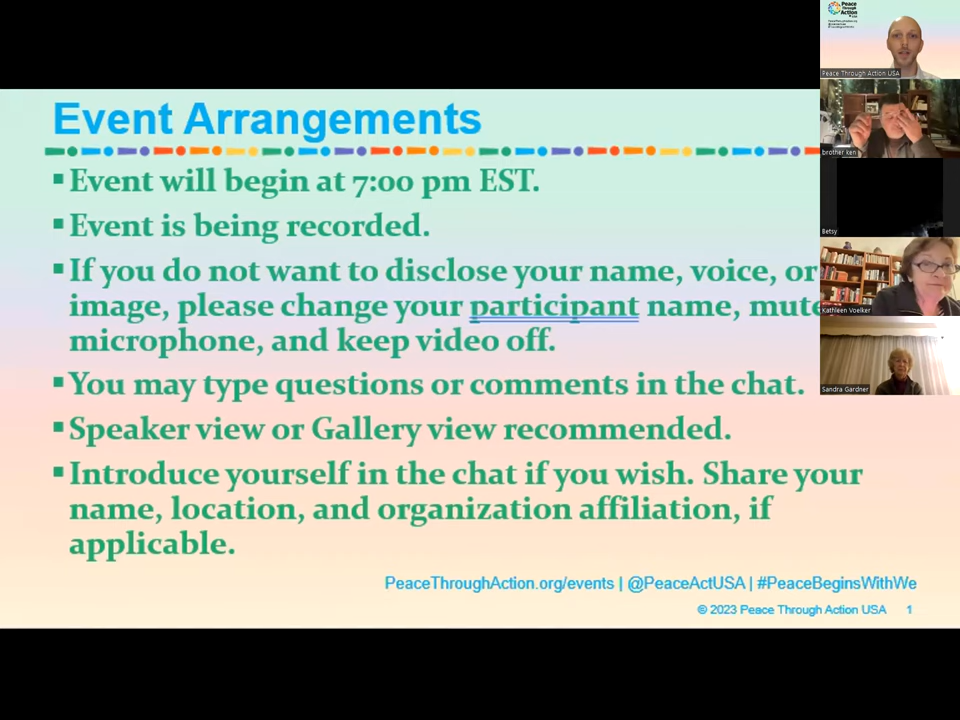 Event Arrangements
Event will begin at 7:00 pm EST.
Event is being recorded.
If you do not want to disclose your name, voice, or
image, please change your participant name, mute
microphone, and keep video off.
You may type questions or comments in the chat.
Speaker view or Gallery view recommended.
Introduce yourself in the chat if you wish. Share your
name, location, and organization affiliation, if
applicable.
PeaceThroughAction.org/events | @PeaceActUSA | #PeaceBeginsWithWe
© 2023 Peace Through Action USA 1
Peace
Through
Action
USA
Peace Through Action USA
brother ken
Betsy
Kathleen Voelker
Sandra Gardner